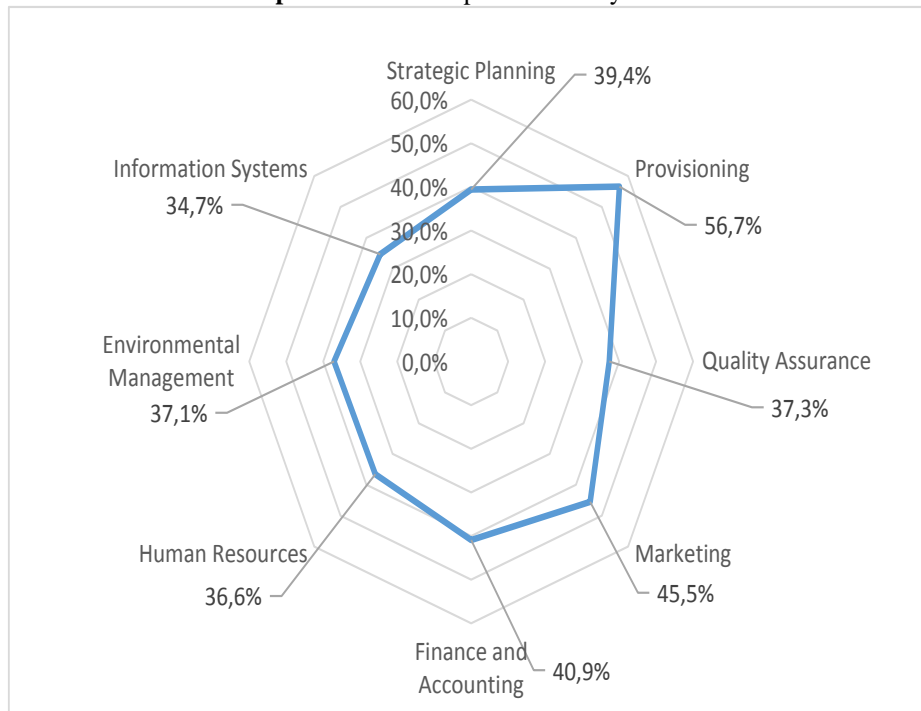 Strategic Planning
39,4%
60,0%
50,0%
40,0%
30,0%
20,0%
10,0%
0,0%
Provisioning
56,7%
Quality Assurance
37,3%
Marketing
45,5%
Finance and
Accounting
40,9%
Human Resources
36,6%
Environmental
Management
37,1%
Information Systems
34,7%